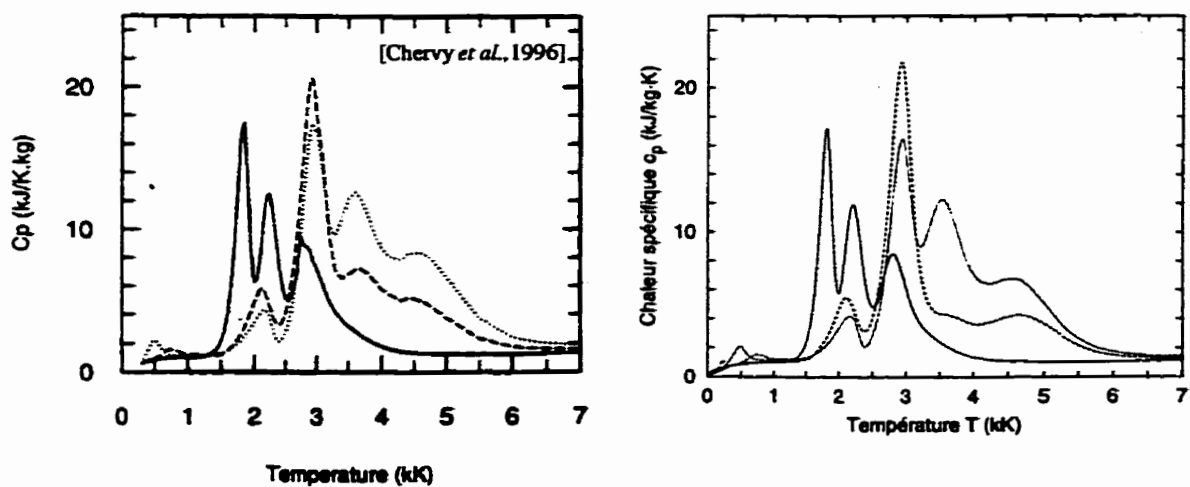 [Chervy et al., 1996]
Cp (kJ/K.kg)
20
10
0
0 1 2 3 4 5 6 7
Temperature (kK)
Chaleur spécifique cp (kJ/kg·K)
20
10
0
0 1 2 3 4 5 6 7
Température T (kK)